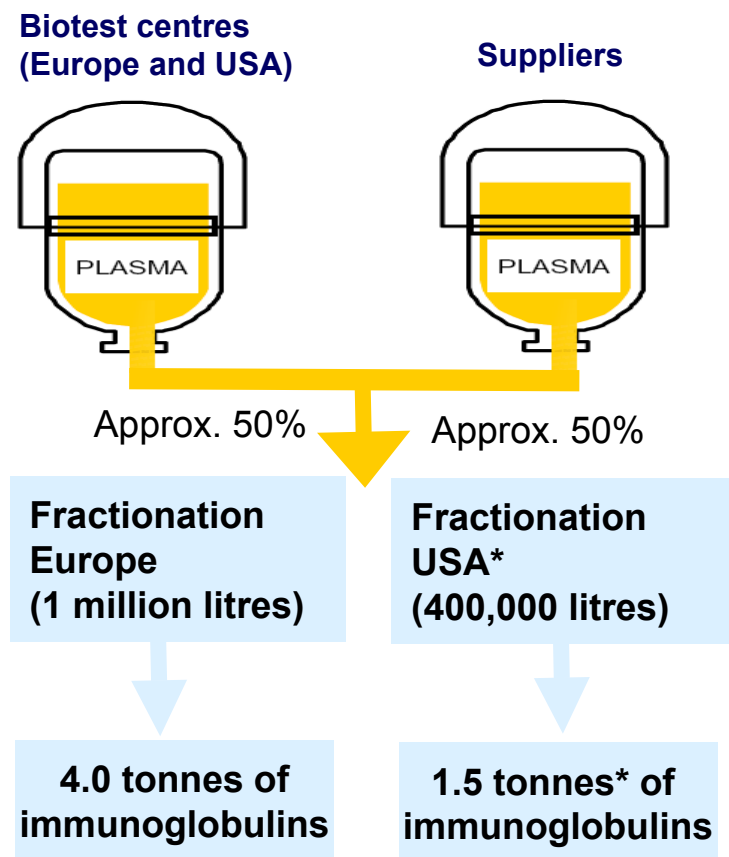 Biotest centres
(Europe and USA)
Suppliers
PLASMA
PLASMA
Approx. 50%
Approx. 50%
Fractionation
Europe
(1 million litres)
Fractionation
USA*
(400,000 litres)
4.0 tonnes of
immunoglobulins
1.5 tonnes* of
immunoglobulins